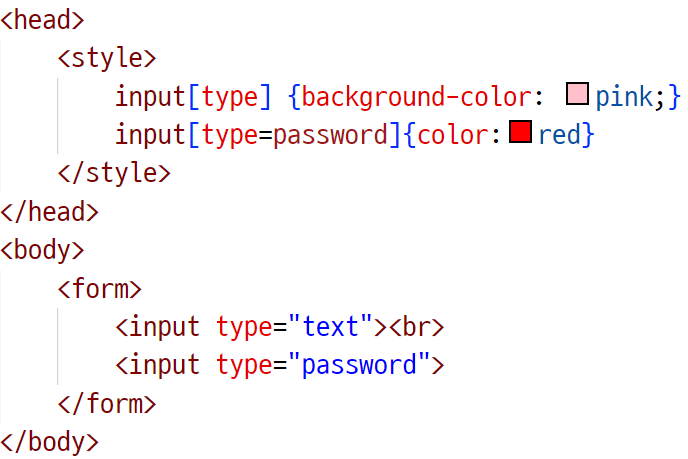 <head>
<style>
input[type] {background-color: pink;}
input[type=password]{color:red}
</style>
</head>
<body>
<form>
<input type="text"><br>
<input type="password">
</form>
</body>